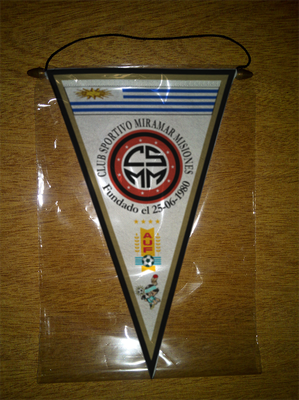 CLUB SPORTIVO MIRAMAR MISIONES
CS
MM
Fundado el 25-06-1980
AUF